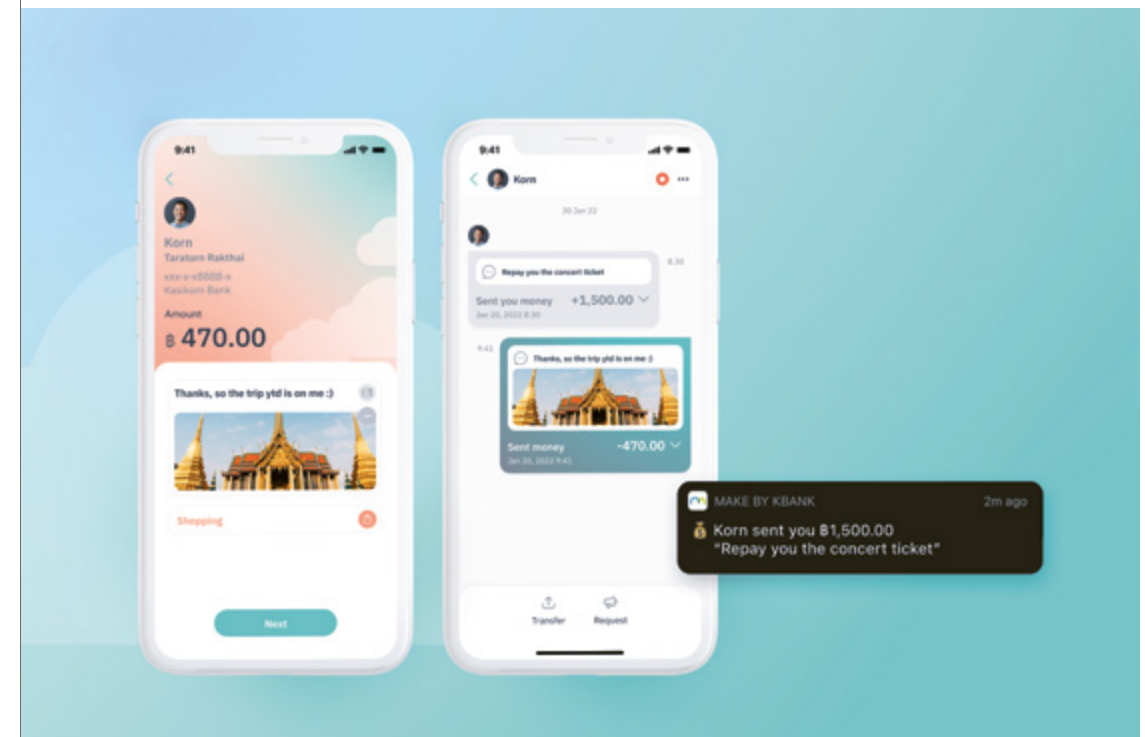 9:41
Korn
Taratorn Rakthai
xxx-x-x8888-x
Kasikorn Bank
Amount
฿ 470.00
Thanks, so the trip ytd is on me :)
Shopping
Next
9:41
Korn
20 Jan 22
8.30
Repay you the concert ticket
Sent you money +1,500.00
Jan 20, 2022 8.30
9:41
Thanks, so the trip ytd is on me :)
Sent money -470.00
Jan 20, 2022 9:41
Transfer Request
MAKE BY KBANK 2m ago
Korn sent you ฿1,500.00
“Repay you the concert ticket”